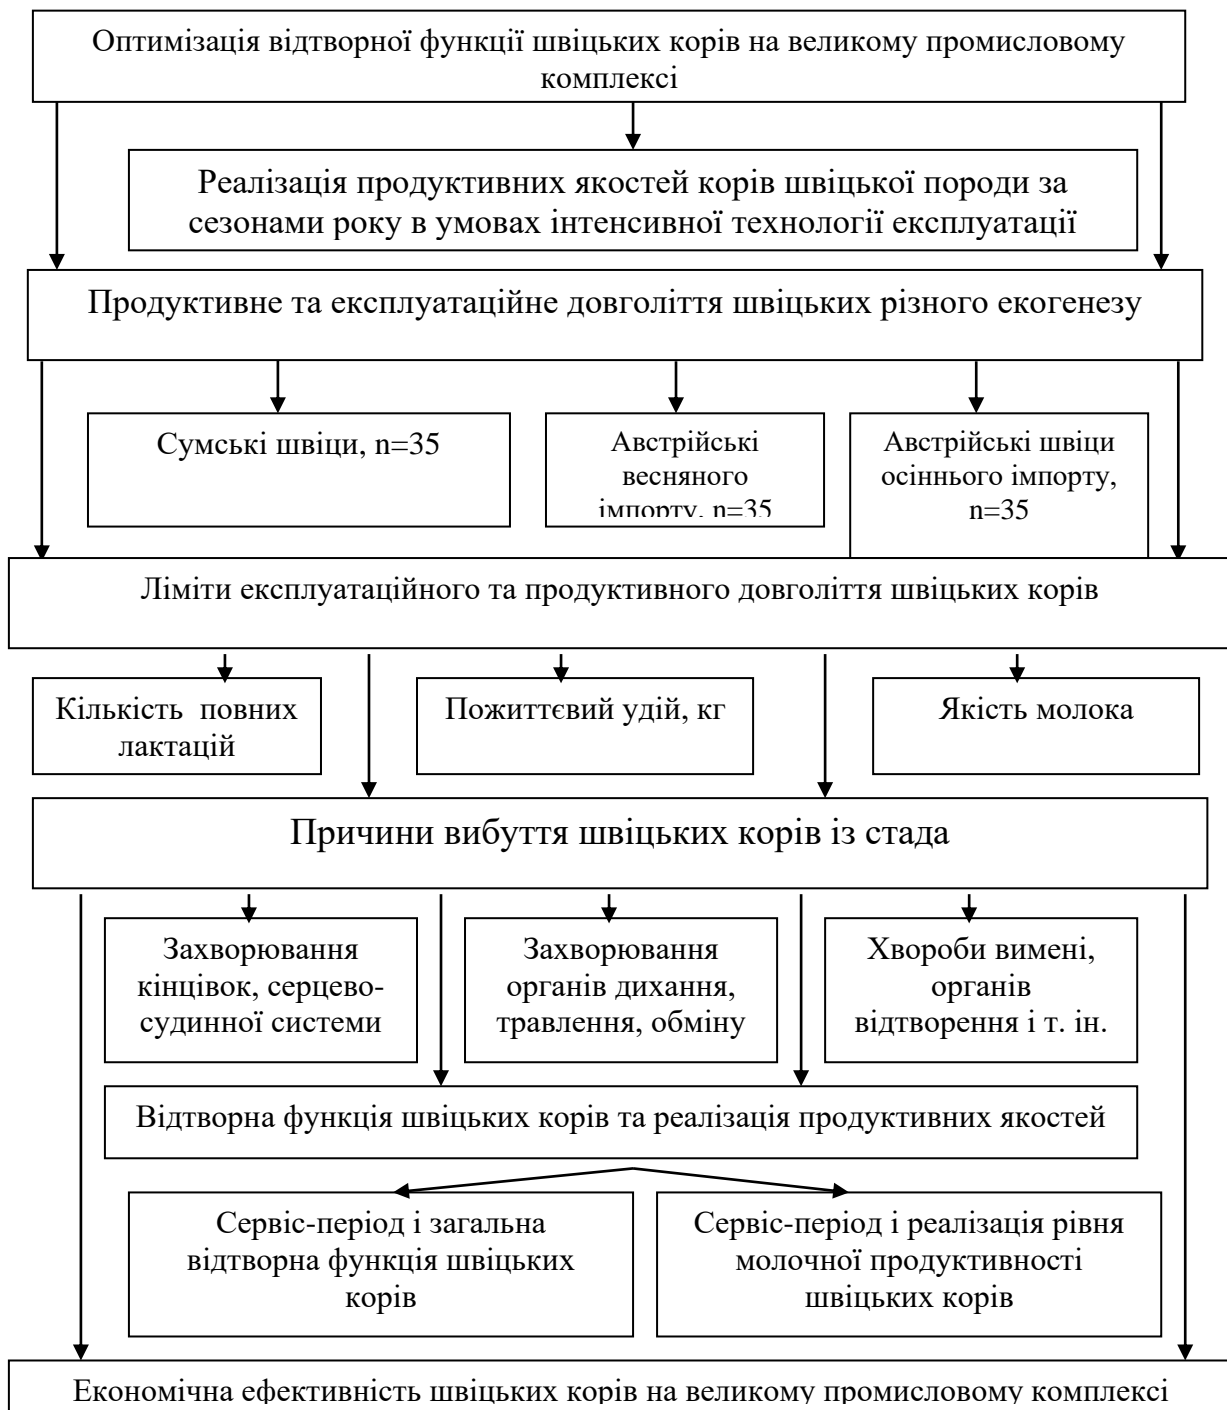 Оптимізація відтворної функції швіцьких корів на великому промисловому
комплексі
Реалізація продуктивних якостей корів швіцької породи за
сезонами року в умовах інтенсивної технології експлуатації
Продуктивне та експлуатаційне довголіття швіцьких різного екогенезу
Сумські швіци, n=35
Австрійські
весняного
імпорту, n=35
Австрійські швіци
осіннього імпорту,
n=35
Ліміти експлуатаційного та продуктивного довголіття швіцьких корів
Кількість повних
лактацій
Пожиттєвий удій, кг
Якість молока
Причини вибуття швіцьких корів із стада
Захворювання
кінцівок, серцево-
судинної системи
Захворювання
органів дихання,
травлення, обміну
Хвороби вимені,
органів
відтворення і т. ін.
Відтворна функція швіцьких корів та реалізація продуктивних якостей
Сервіс-період і загальна
відтворна функція швіцьких
корів
Сервіс-період і реалізація рівня
молочної продуктивності
швіцьких корів
Економічна ефективність швіцьких корів на великому промисловому комплексі